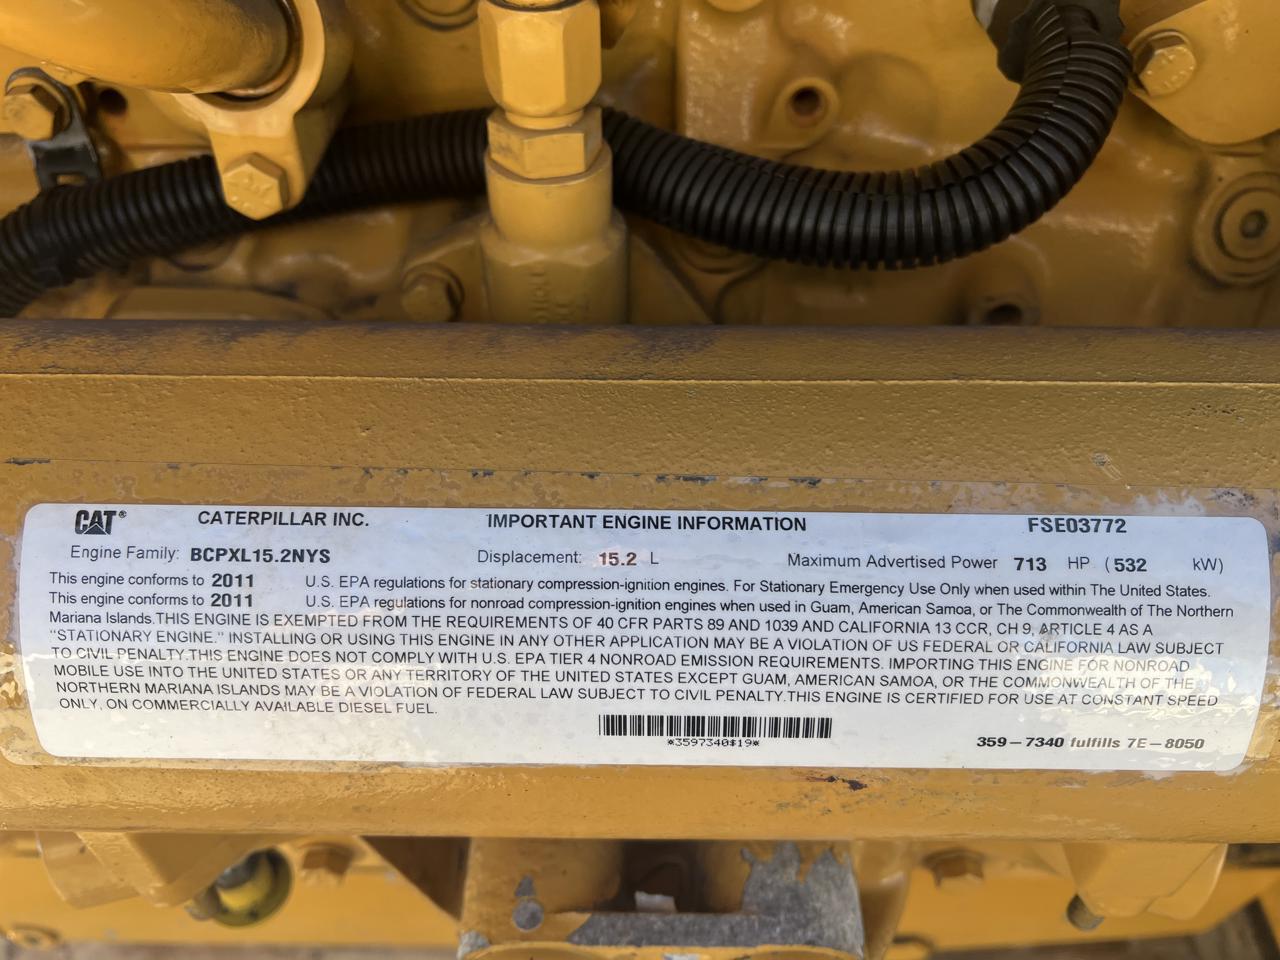 CAT® CATERPILLAR INC. IMPORTANT ENGINE INFORMATION FSE03772
Engine Family: BCPXL15.2NYS Displacement: 15.2 L Maximum Advertised Power 713 HP ( 532 kW)
This engine conforms to 2011 U.S. EPA regulations for stationary compression-ignition engines. For Stationary Emergency Use Only when used within The United States.
This engine conforms to 2011 U.S. EPA regulations for nonroad compression-ignition engines when used in Guam, American Samoa, or The Commonwealth of The Northern
Mariana Islands.THIS ENGINE IS EXEMPTED FROM THE REQUIREMENTS OF 40 CFR PARTS 89 AND 1039 AND CALIFORNIA 13 CCR, CH 9, ARTICLE 4 AS A
"STATIONARY ENGINE." INSTALLING OR USING THIS ENGINE IN ANY OTHER APPLICATION MAY BE A VIOLATION OF US FEDERAL OR CALIFORNIA LAW SUBJECT
TO CIVIL PENALTY.THIS ENGINE DOES NOT COMPLY WITH U.S. EPA TIER 4 NONROAD EMISSION REQUIREMENTS. IMPORTING THIS ENGINE FOR NONROAD
MOBILE USE INTO THE UNITED STATES OR ANY TERRITORY OF THE UNITED STATES EXCEPT GUAM, AMERICAN SAMOA, OR THE COMMONWEALTH OF THE
NORTHERN MARIANA ISLANDS MAY BE A VIOLATION OF FEDERAL LAW SUBJECT TO CIVIL PENALTY.THIS ENGINE IS CERTIFIED FOR USE AT CONSTANT SPEED
ONLY, ON COMMERCIALLY AVAILABLE DIESEL FUEL.
*3597340$19*
359-7340 fulfills 7E-8050